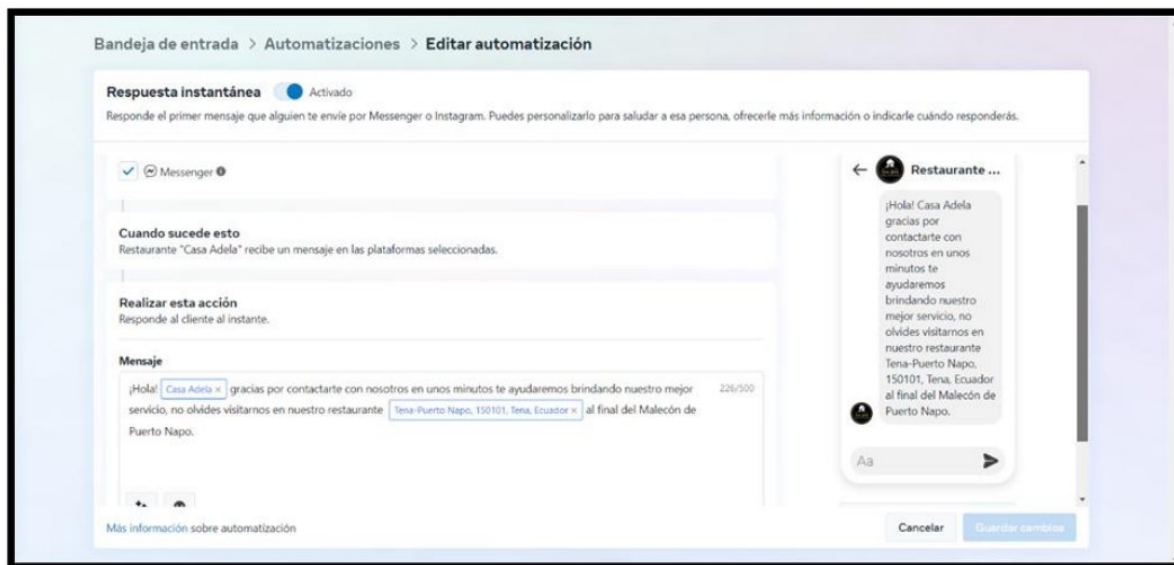 Bandeja de entrada > Automatizaciones > Editar automatización
Respuesta instantánea Activado
Responde el primer mensaje que alguien te envíe por Messenger o Instagram. Puedes personalizarlo para saludar a esa persona, ofrecerle más información o indicarle cuándo responderás.
Messenger
Cuando sucede esto
Restaurante "Casa Adela" recibe un mensaje en las plataformas seleccionadas.
Realizar esta acción
Responde al cliente al instante.
Mensaje
¡Hola! Casa Adela × gracias por contactarte con nosotros en unos minutos te ayudaremos brindando nuestro mejor
226/500
servicio, no olvides visitarnos en nuestro restaurante Tena-Puerto Napo, 150101, Tena, Ecuador × al final del Malecón de
Puerto Napo.
Más información sobre automatización
Restaurante ...
¡Hola! Casa Adela
gracias por
contactarte con
nosotros en unos
minutos te
ayudaremos
brindando nuestro
mejor servicio, no
olvides visitarnos en
nuestro restaurante
Tena-Puerto Napo,
150101, Tena, Ecuador
al final del Malecón de
Puerto Napo.
Aa
Cancelar
Guardar cambios